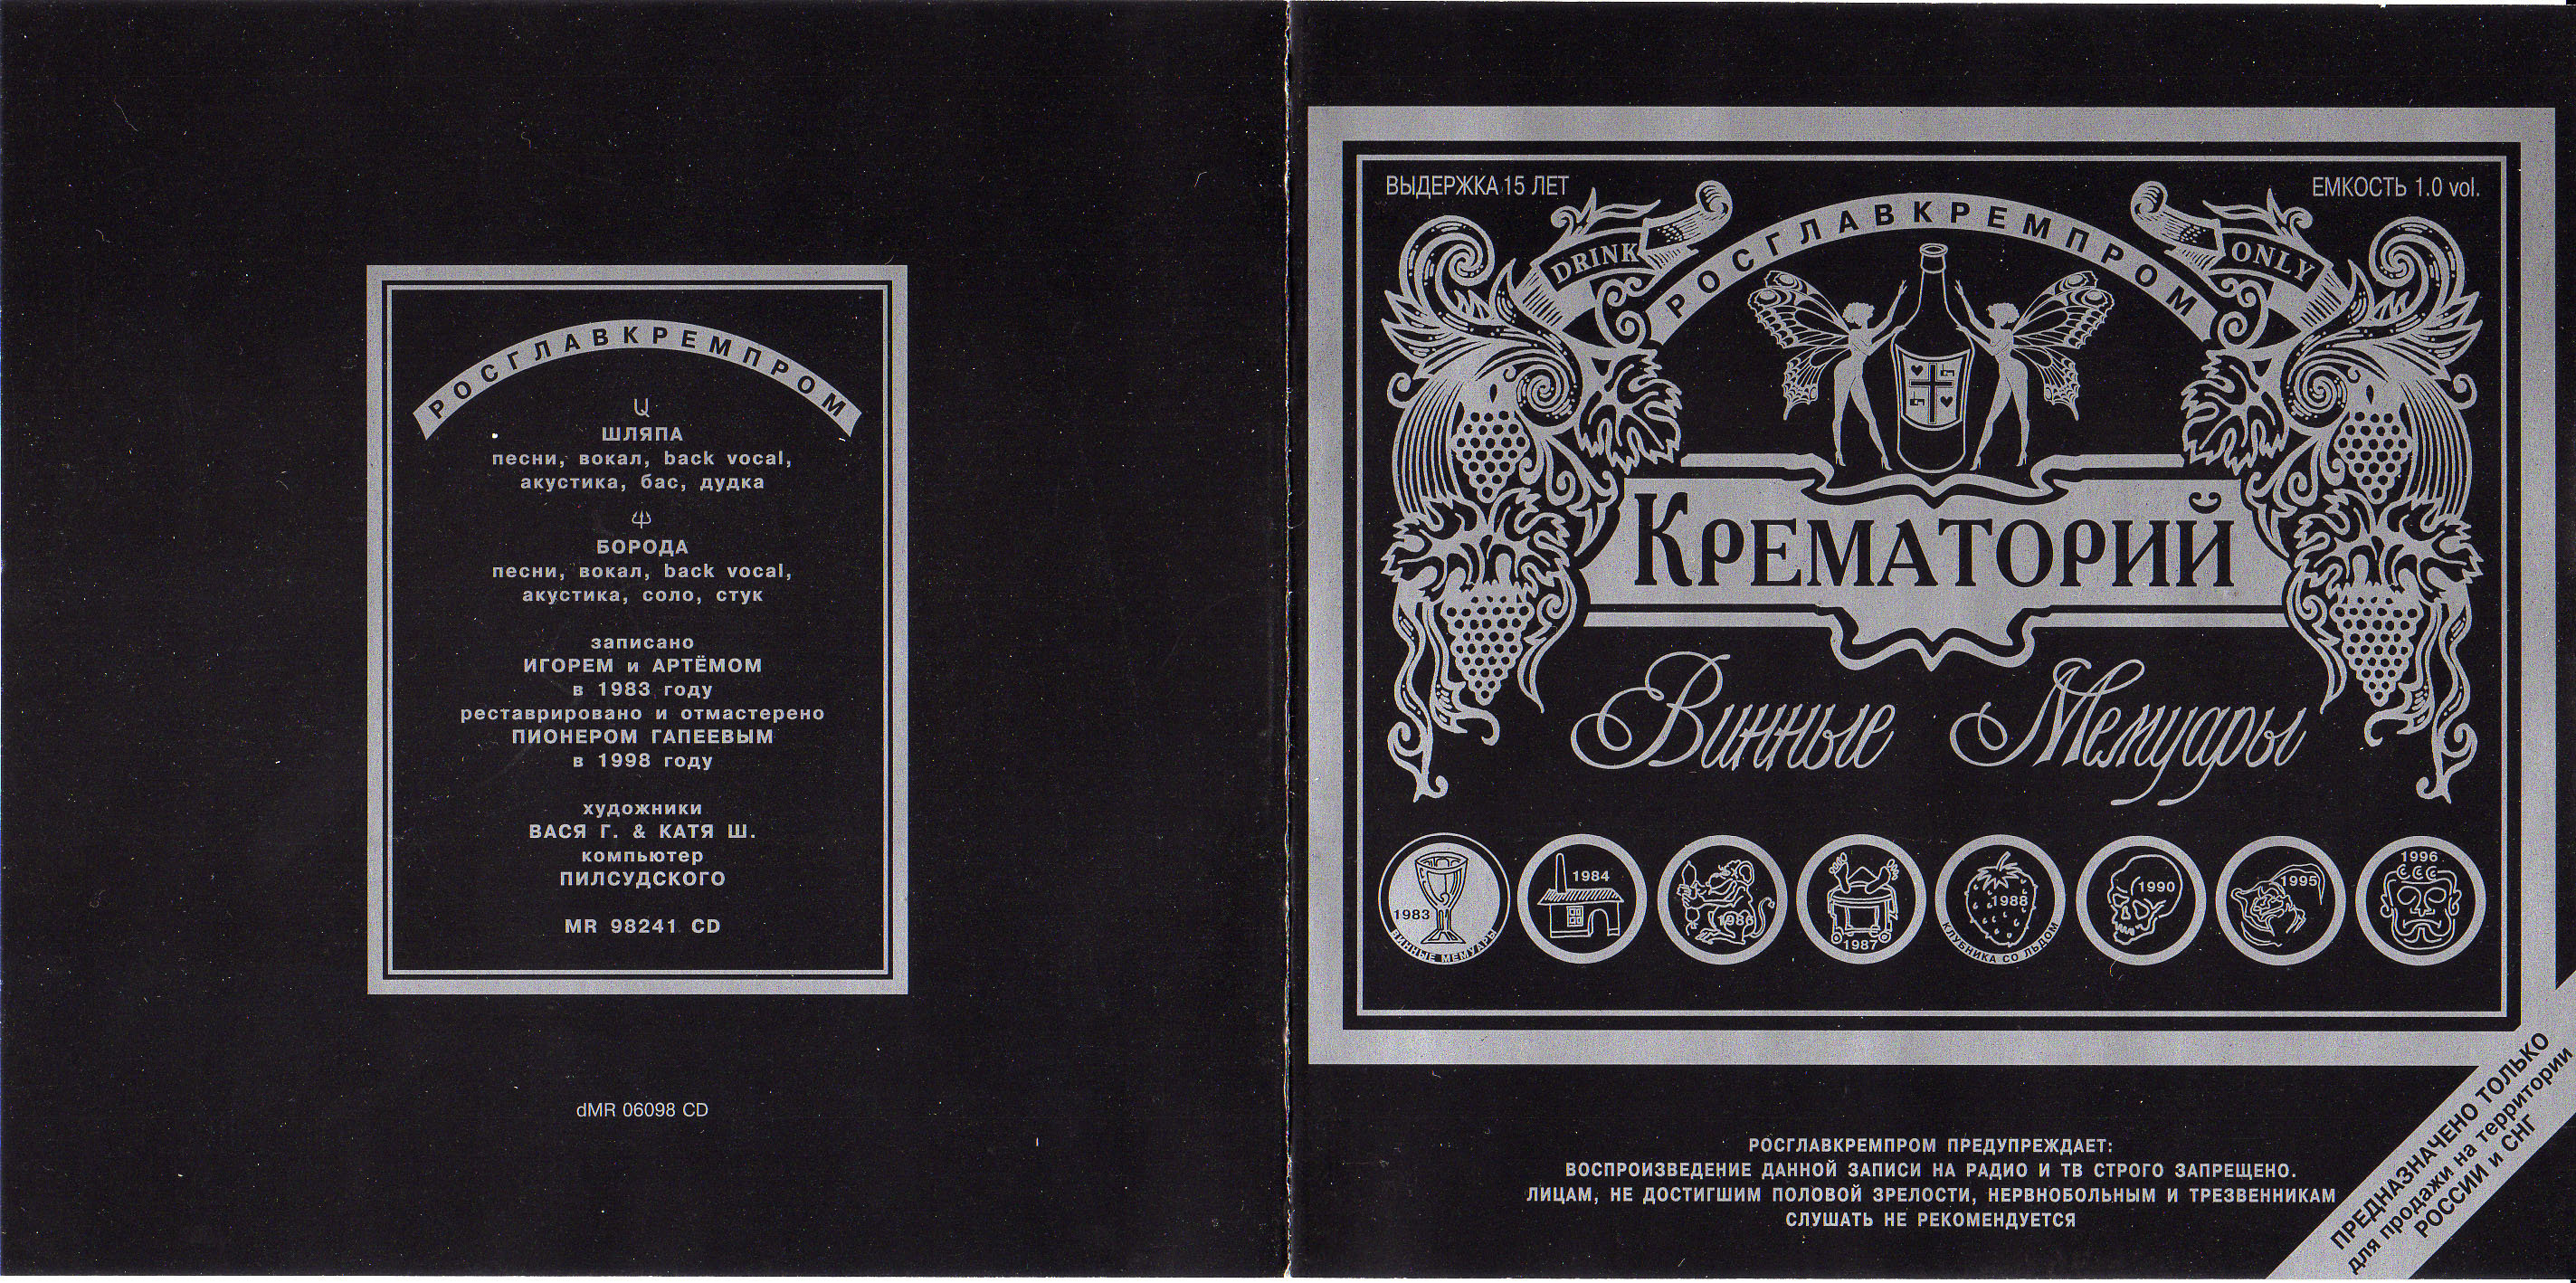 РОСГЛАВКРЕМПРОМ
ШЛЯПА
песни, вокал, back vocal,
акустика, бас, дудка
БОРОДА
песни, вокал, back vocal,
акустика, соло, стук
записано
ИГОРЕМ и АРТЁМОМ
в 1983 году
реставрировано и отмастерено
ПИОНЕРОМ ГАПЕЕВЫМ
в 1998 году
художники
ВАСЯ Г. & КАТЯ Ш.
компьютер
ПИЛСУДСКОГО
MR 98241 CD
dMR 06098 CD
ВЫДЕРЖКА 15 ЛЕТ
ЕМКОСТЬ 1.0 vol.
DRINK
РОСГЛАВКРЕМПРОМ
ONLY
КРЕМАТОРИЙ
Винные Мемуары
1983
ВИННЫЕ МЕМУАРЫ
1984
1986
1987
1988
КЛУБНИКА СО ЛЬДОМ
1990
1995
1996
РОСГЛАВКРЕМПРОМ ПРЕДУПРЕЖДАЕТ:
ВОСПРОИЗВЕДЕНИЕ ДАННОЙ ЗАПИСИ НА РАДИО И ТВ СТРОГО ЗАПРЕЩЕНО.
ЛИЦАМ, НЕ ДОСТИГШИМ ПОЛОВОЙ ЗРЕЛОСТИ, НЕРВНОБОЛЬНЫМ И ТРЕЗВЕННИКАМ
СЛУШАТЬ НЕ РЕКОМЕНДУЕТСЯ
ПРЕДНАЗНАЧЕНО ТОЛЬКО
для продажи на территории
РОССИИ и СНГ